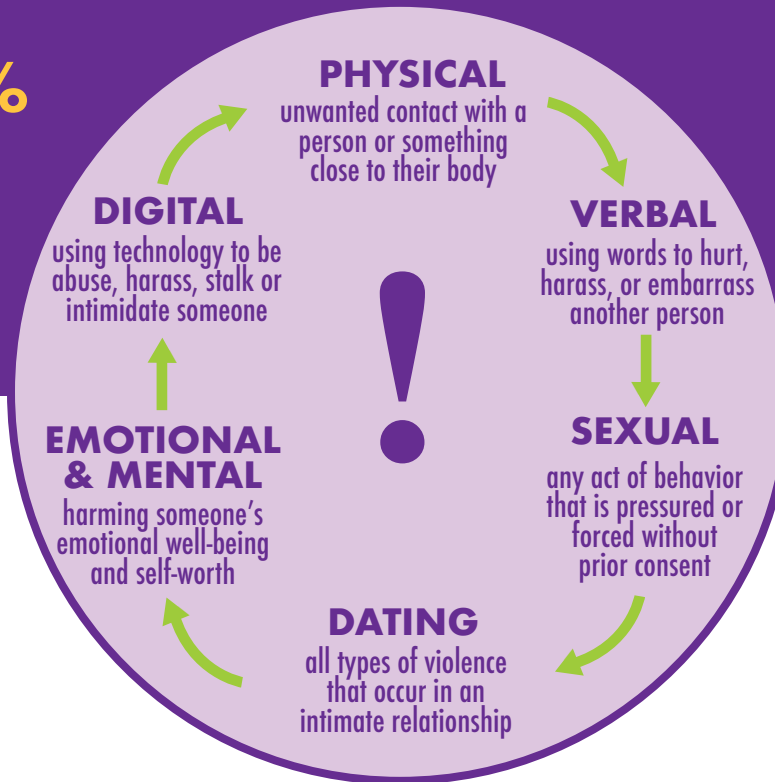 %
PHYSICAL
unwanted contact with a
person or something
close to their body
VERBAL
using words to hurt,
harass, or embarrass
another person
SEXUAL
any act of behavior
that is pressured or
forced without
prior consent
DATING
all types of violence
that occur in an
intimate relationship
EMOTIONAL
& MENTAL
harming someone’s
emotional well-being
and self-worth
DIGITAL
using technology to be
abuse, harass, stalk or
intimidate someone
!